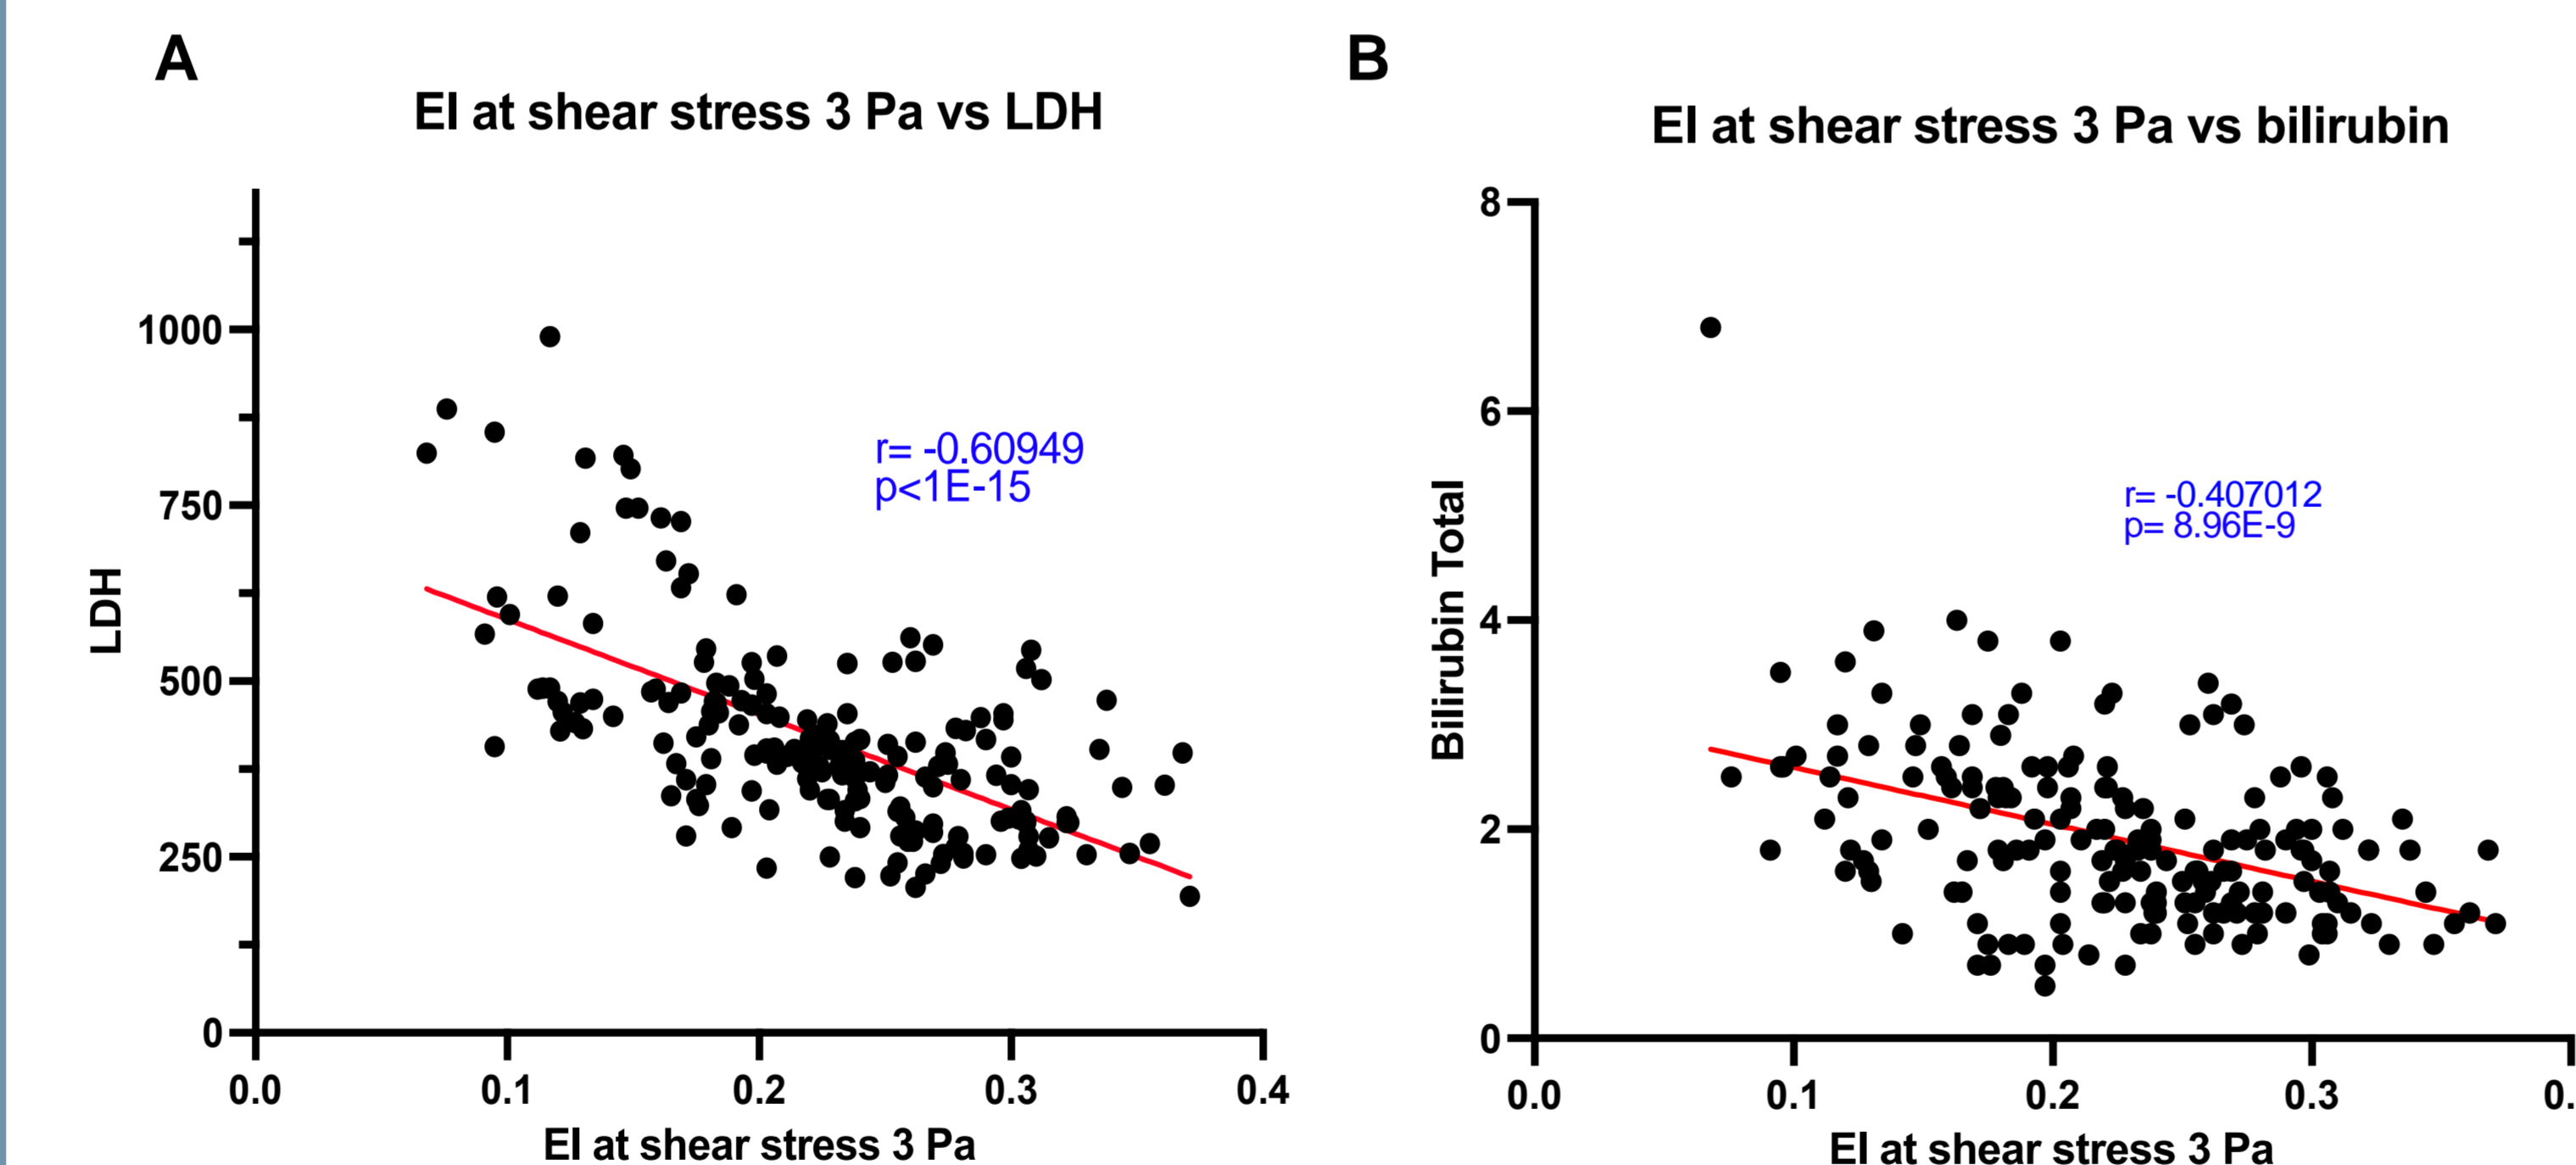 A
EI at shear stress 3 Pa vs LDH
1000
750
500
250
0
LDH
r= -0.60949
p<1E-15
0.0 0.1 0.2 0.3 0.4
EI at shear stress 3 Pa
B
EI at shear stress 3 Pa vs bilirubin
8
6
4
2
0
Bilirubin Total
r= -0.407012
p= 8.96E-9
0.0 0.1 0.2 0.3 0.
EI at shear stress 3 Pa